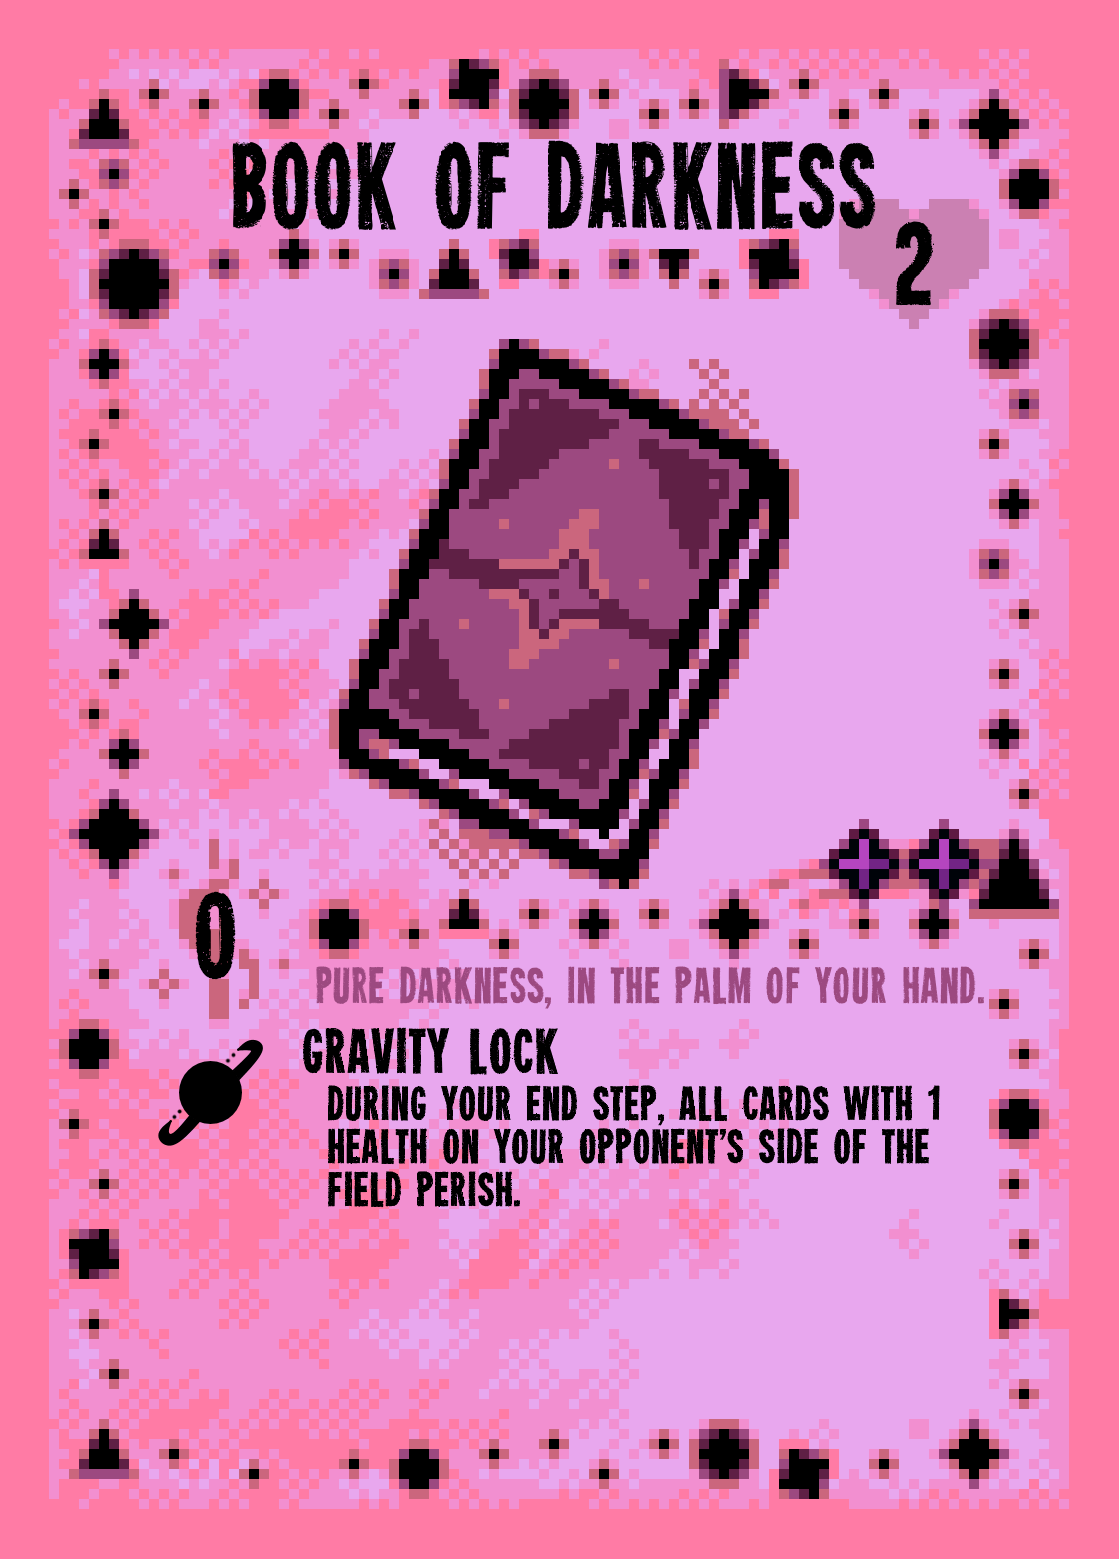 BOOK OF DARKNESS
2
0
PURE DARKNESS, IN THE PALM OF YOUR HAND.
GRAVITY LOCK
DURING YOUR END STEP, ALL CARDS WITH 1
HEALTH ON YOUR OPPONENT'S SIDE OF THE
FIELD PERISH.